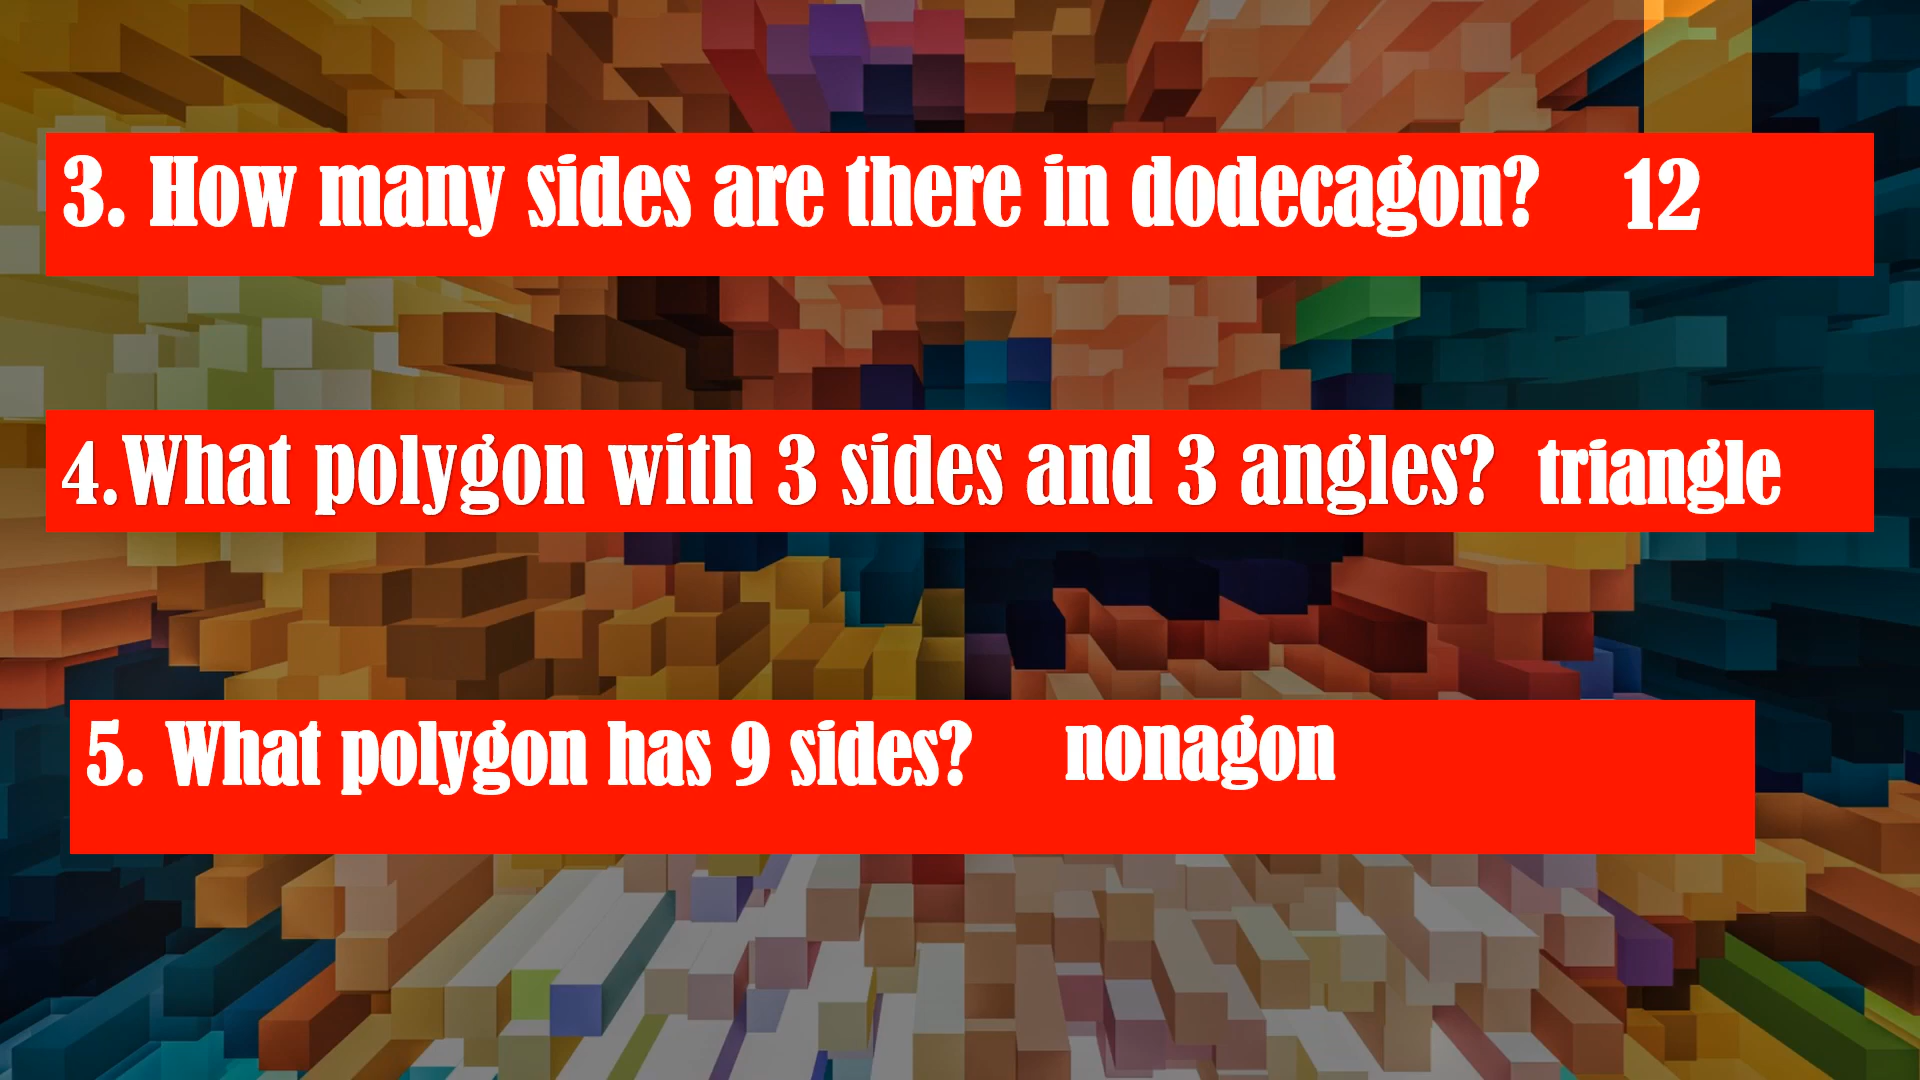 3. How many sides are there in dodecagon? 12
4.What polygon with 3 sides and 3 angles? triangle
5. What polygon has 9 sides? nonagon